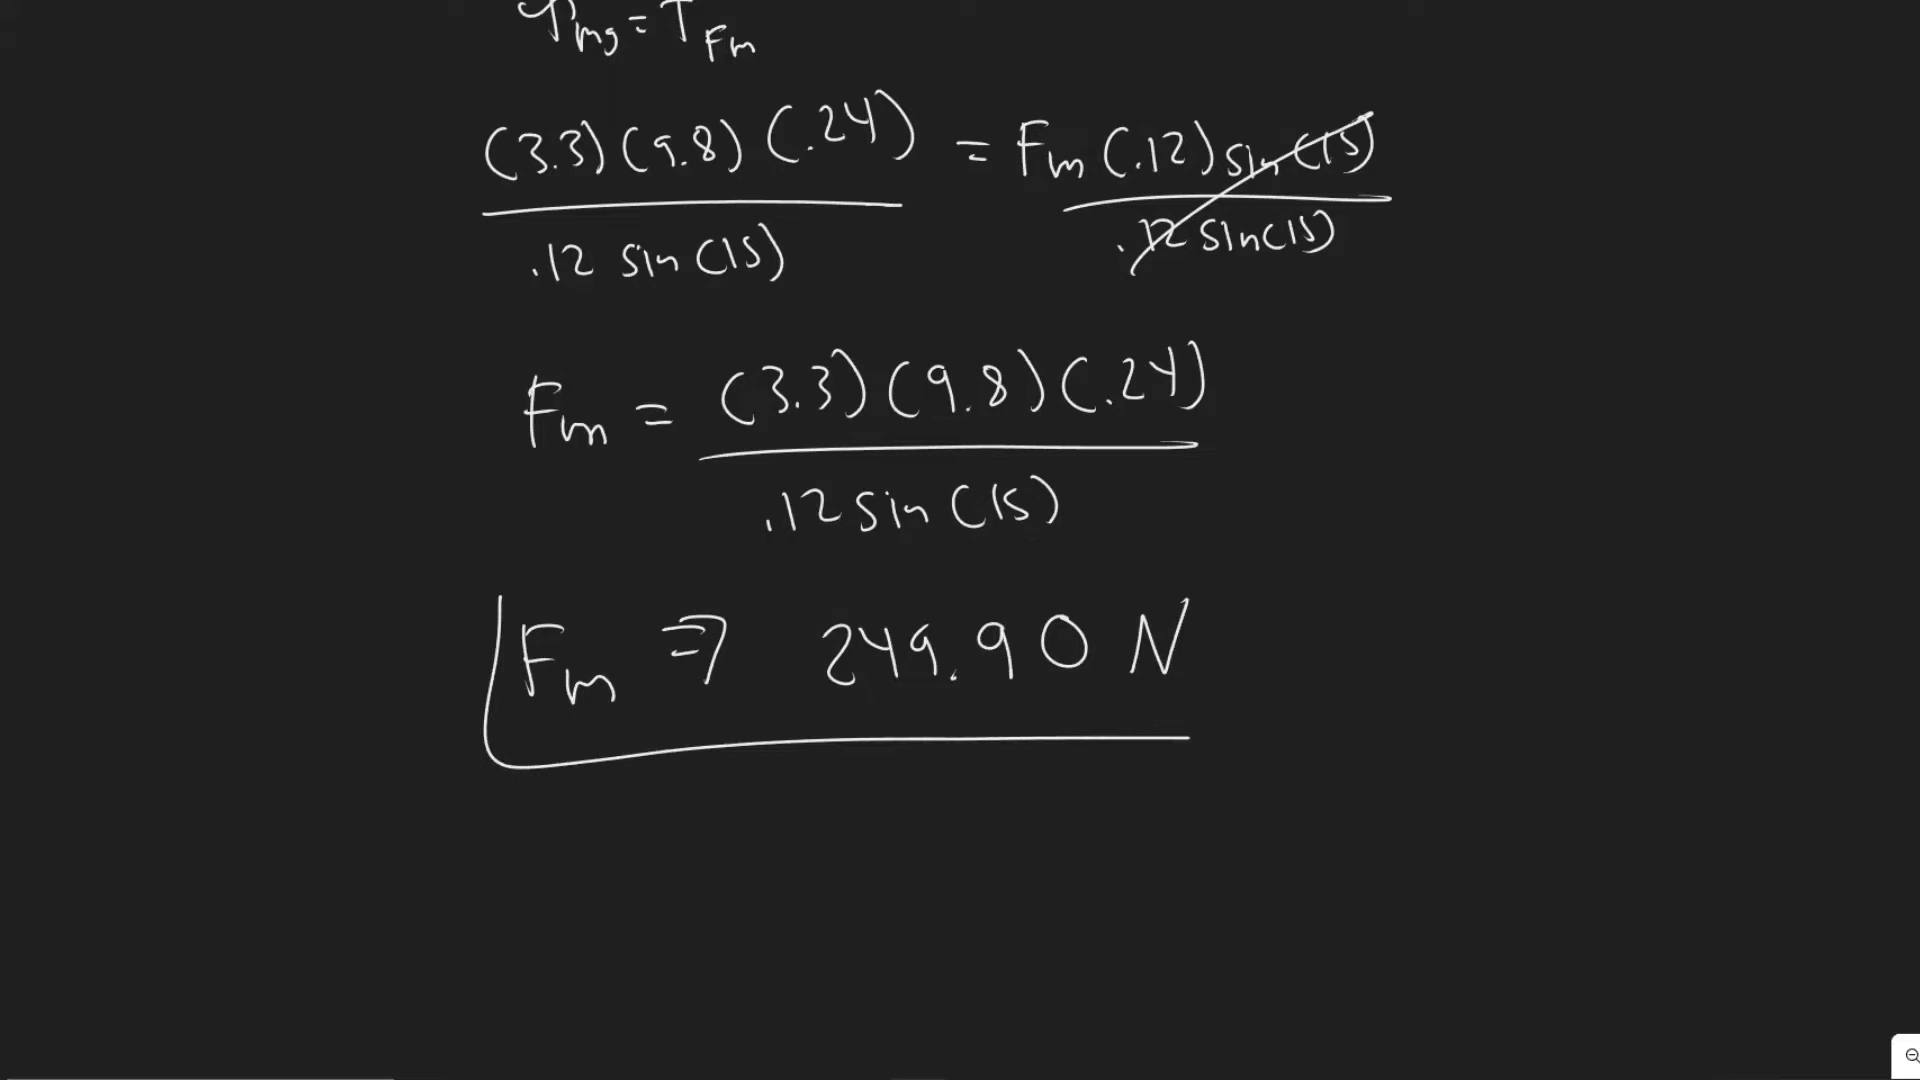 τmg = τFm
(3.3)(9.8)(.24) = Fm(.12)sin(15)
.12 sin(15) .12 sin(15)
Fm = (3.3)(9.8)(.24)
.12 sin(15)
Fm ⇒ 249.90 N